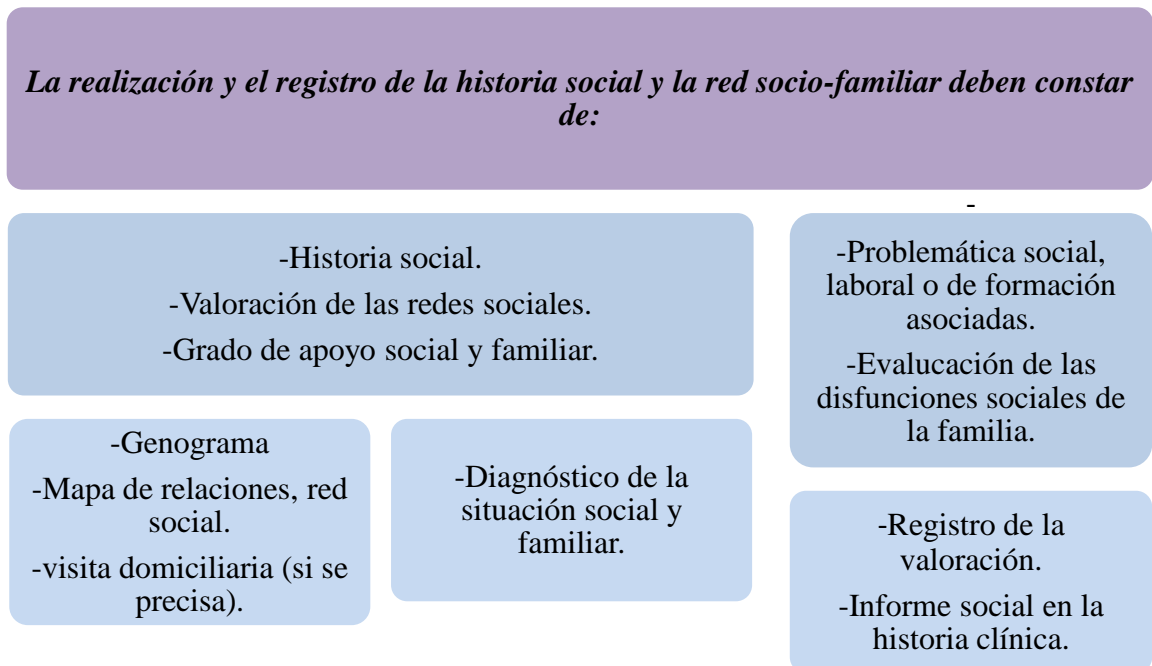 La realización y el registro de la historia social y la red socio-familiar deben constar
de:
-Historia social.
-Valoración de las redes sociales.
-Grado de apoyo social y familiar.
-Genograma
-Mapa de relaciones, red
social.
-visita domiciliaria (si se
precisa).
-Diagnóstico de la
situación social y
familiar.
-
-Problemática social,
laboral o de formación
asociadas.
-Evalucación de las
disfunciones sociales de
la familia.
-Registro de la
valoración.
-Informe social en la
historia clínica.